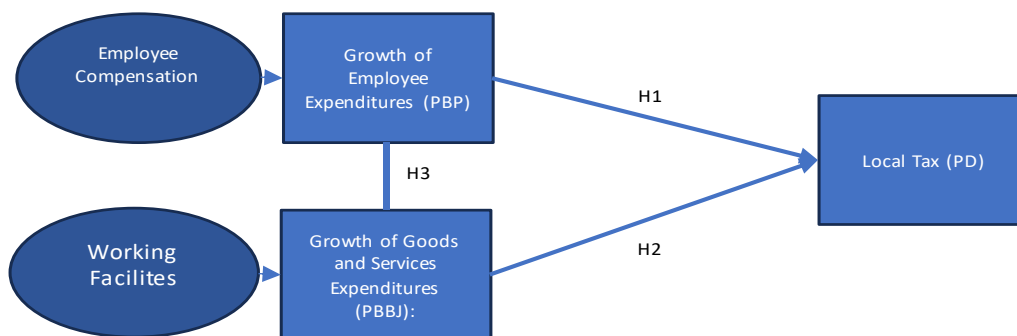 Employee
Compensation
Growth of
Employee
Expenditures (PBP)
H1
Local Tax (PD)
H3
Working
Facilites
Growth of Goods
and Services
Expenditures
(PBBJ):
H2